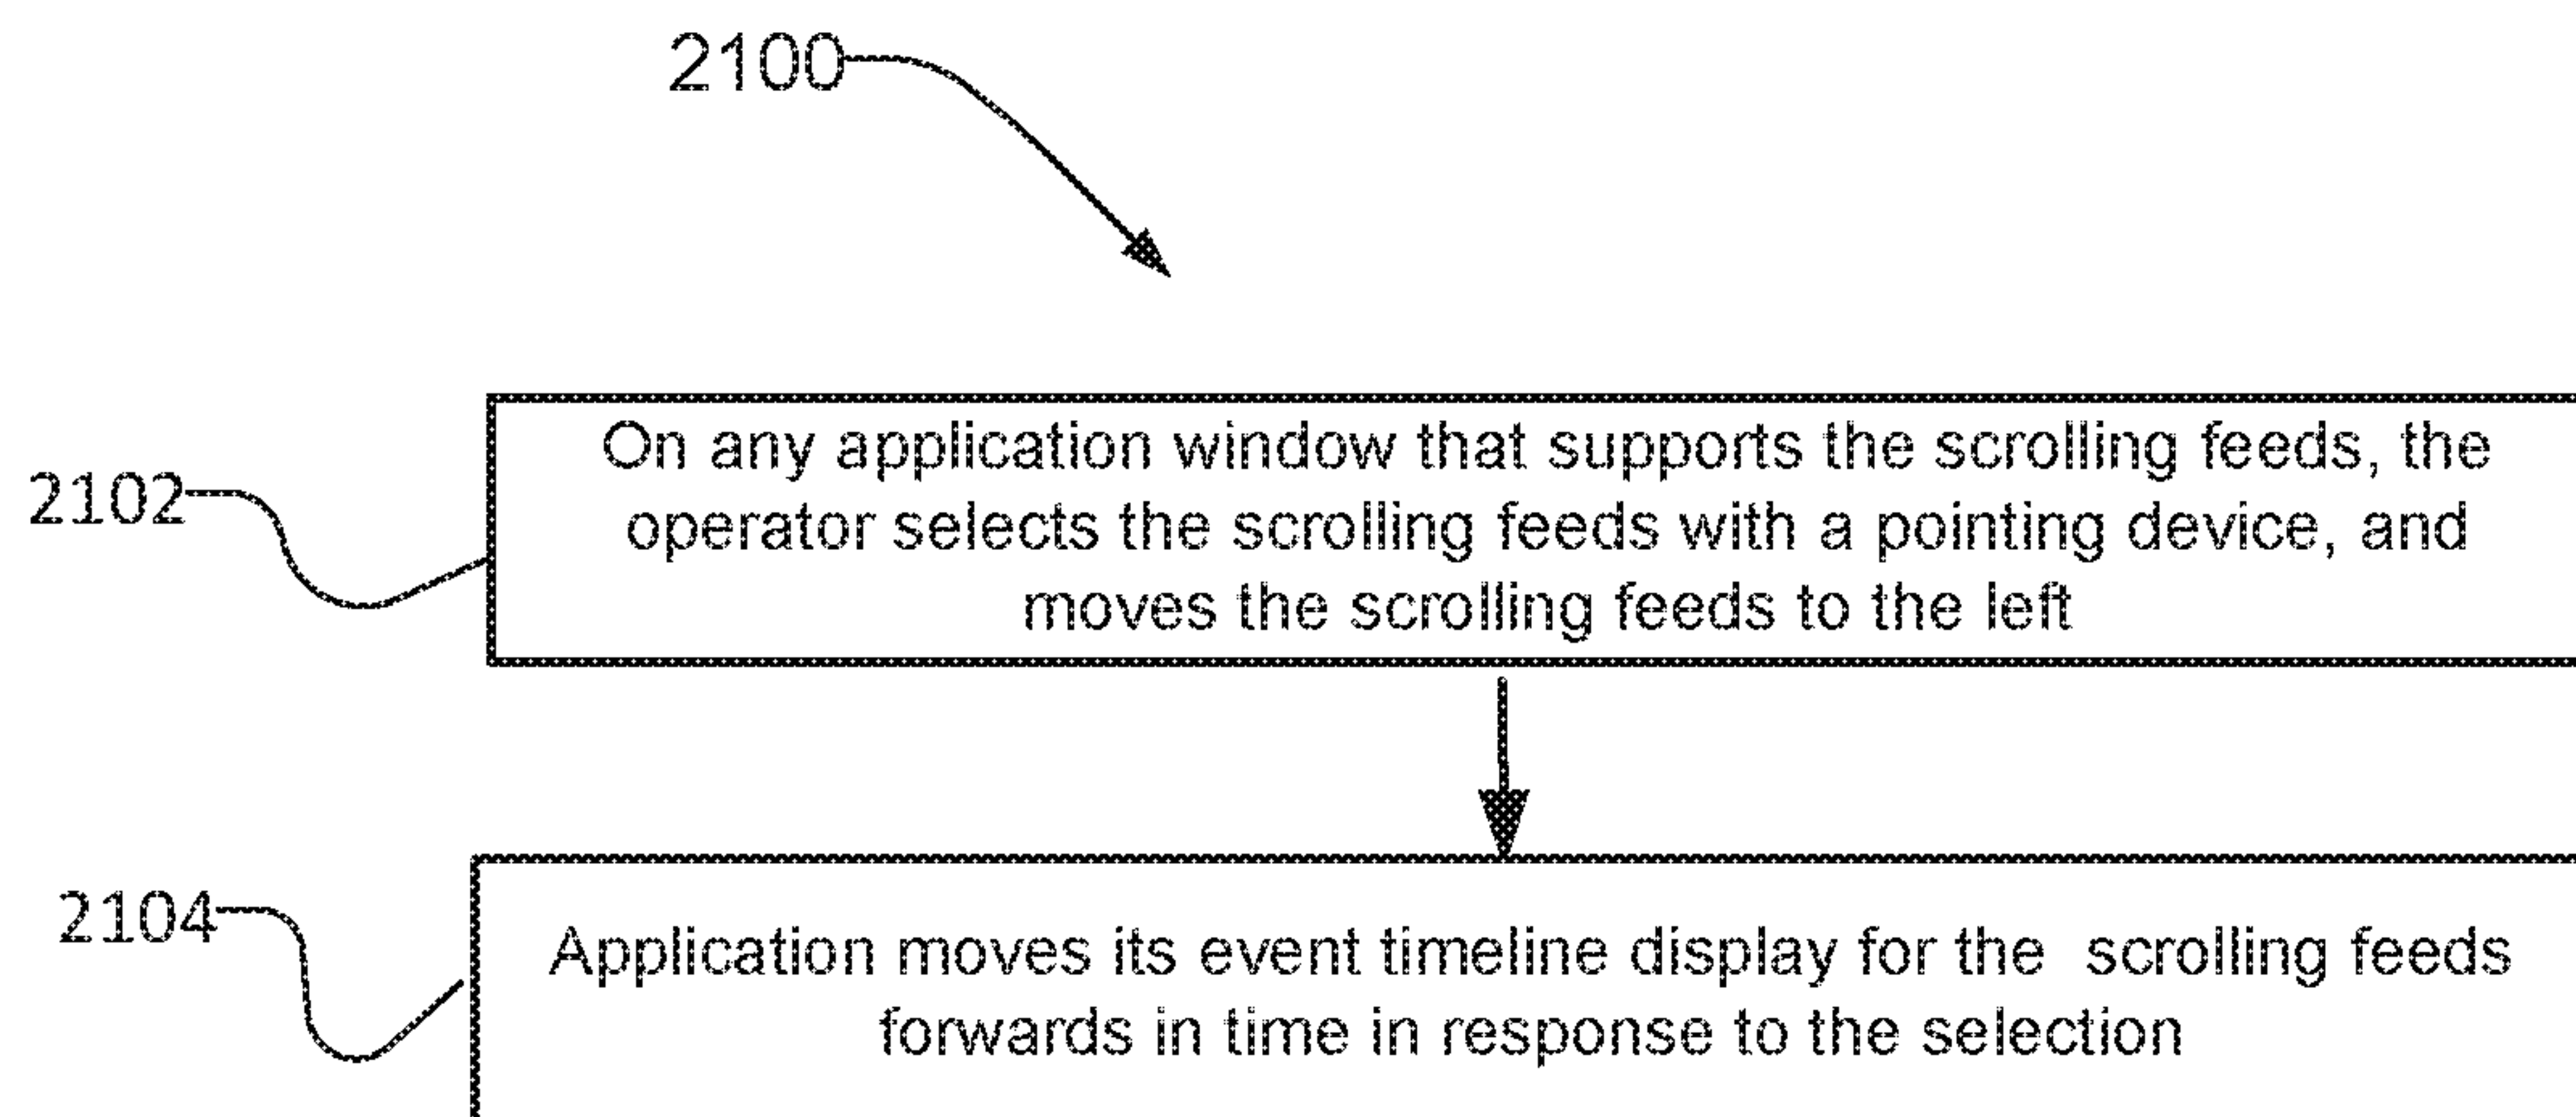 2100
On any application window that supports the scrolling feeds, the
2102
operator selects the scrolling feeds with a pointing device, and
moves the scrolling feeds to the left
2104
Application moves its event timeline display for the scrolling feeds
forwards in time in response to the selection